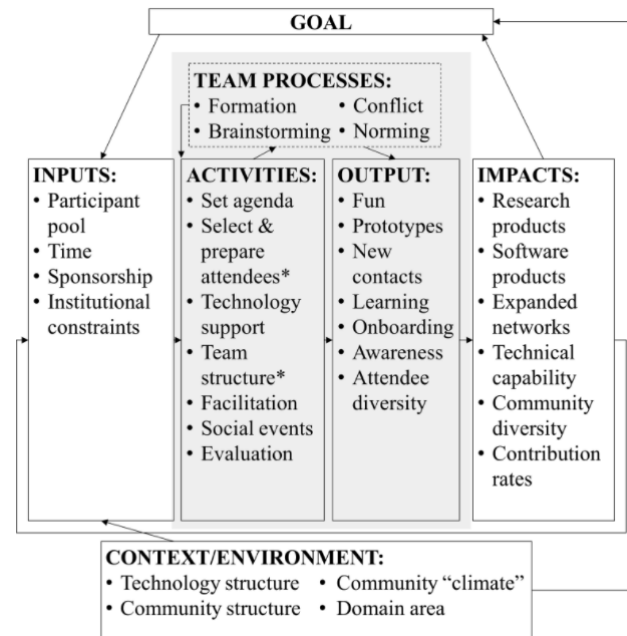 GOAL
TEAM PROCESSES:
• Formation • Conflict
• Brainstorming • Norming
INPUTS:
• Participant
pool
• Time
• Sponsorship
• Institutional
constraints
ACTIVITIES:
• Set agenda
• Select &
prepare
attendees*
• Technology
support
• Team
structure*
• Facilitation
• Social events
• Evaluation
OUTPUT:
• Fun
• Prototypes
• New
contacts
• Learning
• Onboarding
• Awareness
• Attendee
diversity
IMPACTS:
• Research
products
• Software
products
• Expanded
networks
• Technical
capability
• Community
diversity
• Contribution
rates
CONTEXT/ENVIRONMENT:
• Technology structure • Community “climate”
• Community structure • Domain area